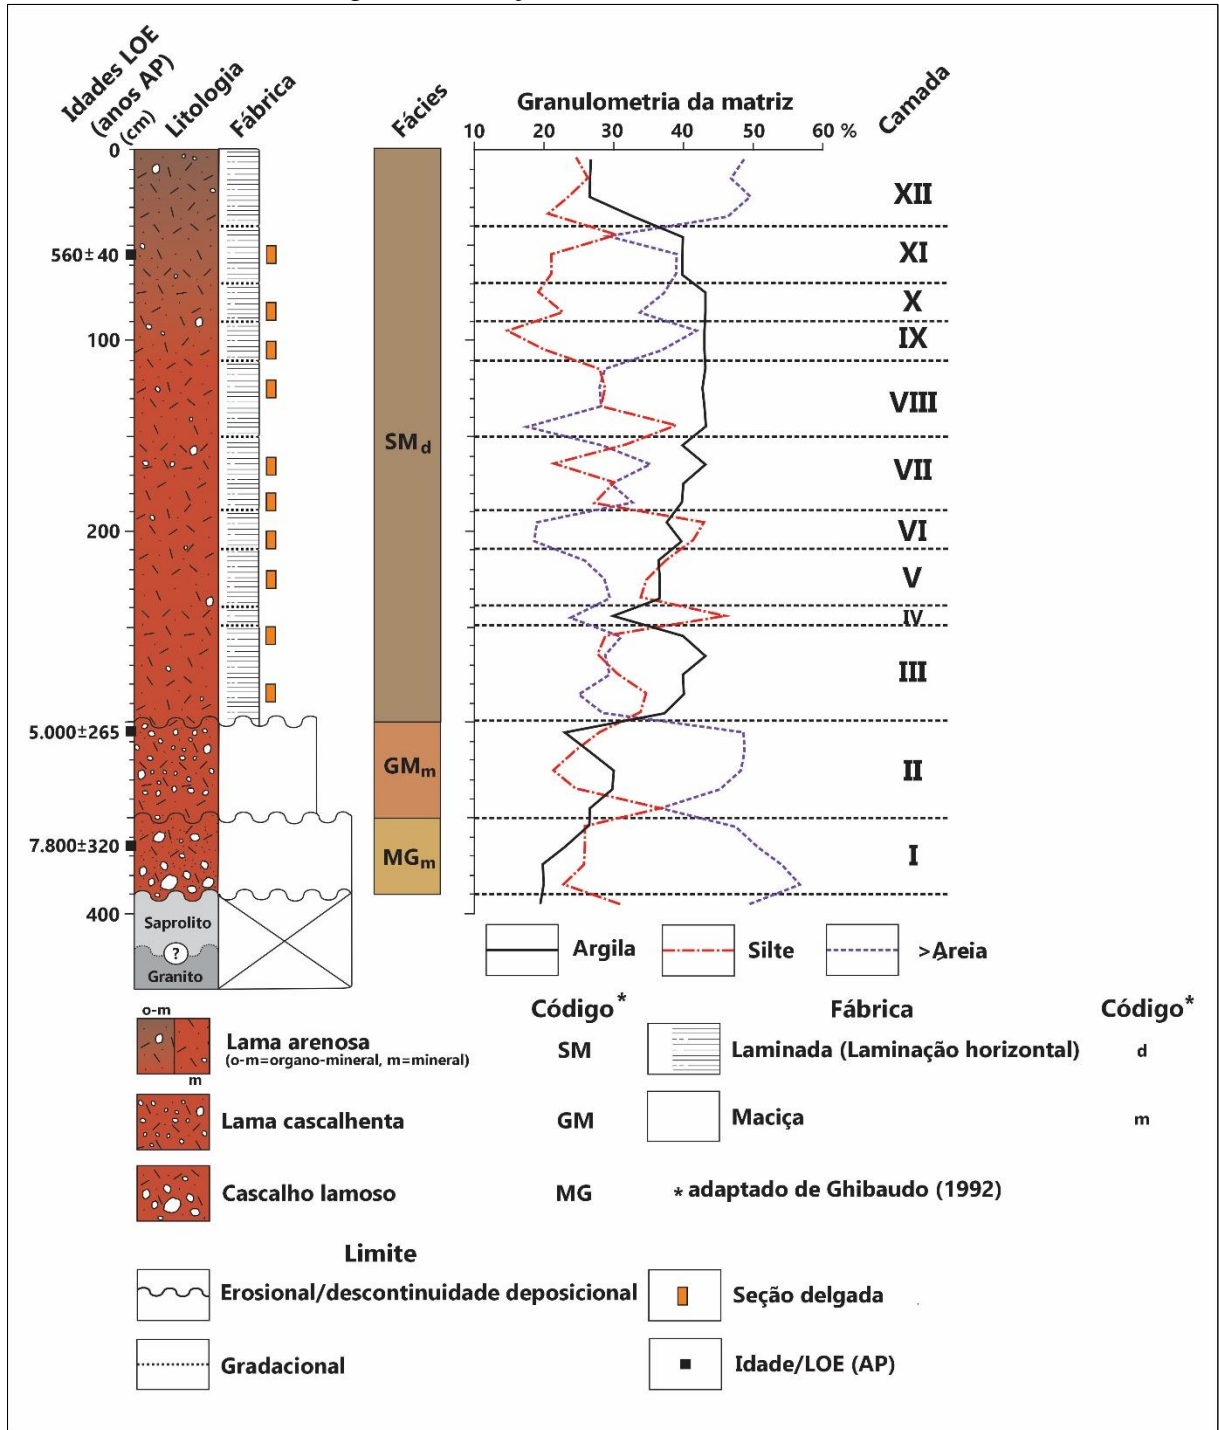 Idades LOE
(anos AP)
(cm)
Litologia
Fábrica
Fácies
Granulometria da matriz
Camada
10 20 30 40 50 60 %
0
XII
560±40
XI
X
100
IX
VIII
SMd
VII
200
VI
V
IV
III
5.000±265
GMm
II
7.800±320
MGm
I
400
Saprolito
?
Granito
Argila
Silte
>Areia
o-m
Código*
Fábrica
Código*
Lama arenosa
(o-m=organo-mineral, m=mineral)
SM
Laminada (Laminação horizontal)
d
m
Lama cascalhenta
GM
Maciça
m
Cascalho lamoso
MG
* adaptado de Ghibaudo (1992)
Limite
Erosional/descontinuidade deposicional
Seção delgada
Gradacional
Idade/LOE (AP)